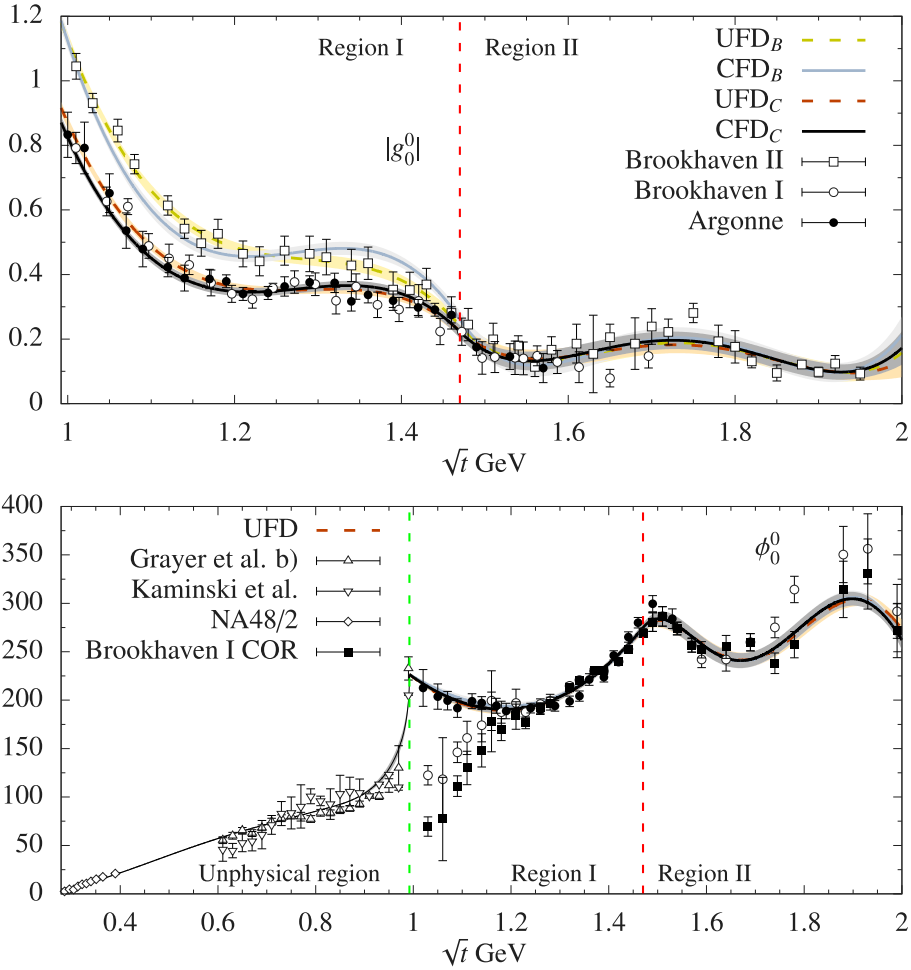 1.2
1
0.8
0.6
0.4
0.2
0
Region I
Region II
|g₀⁰|
UFD_B
CFD_B
UFD_C
CFD_C
Brookhaven II
Brookhaven I
Argonne
1 1.2 1.4 1.6 1.8 2
√t GeV
400
350
300
250
200
150
100
50
0
UFD
Grayer et al. b)
Kaminski et al.
NA48/2
Brookhaven I COR
ϕ₀⁰
Unphysical region
Region I
Region II
0.4 0.6 0.8 1 1.2 1.4 1.6 1.8 2
√t GeV